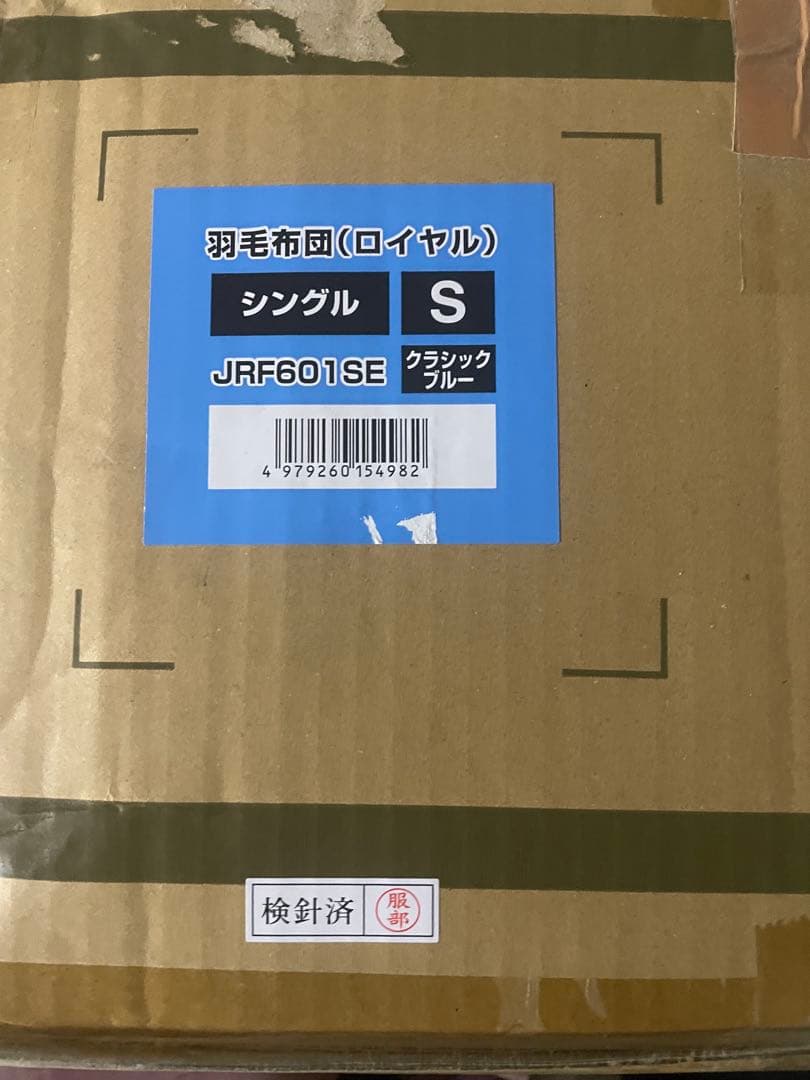 羽毛布団(ロイヤル)
シングル S
JRF601SE クラシック
ブルー
4 979260 154982
検針済 服部